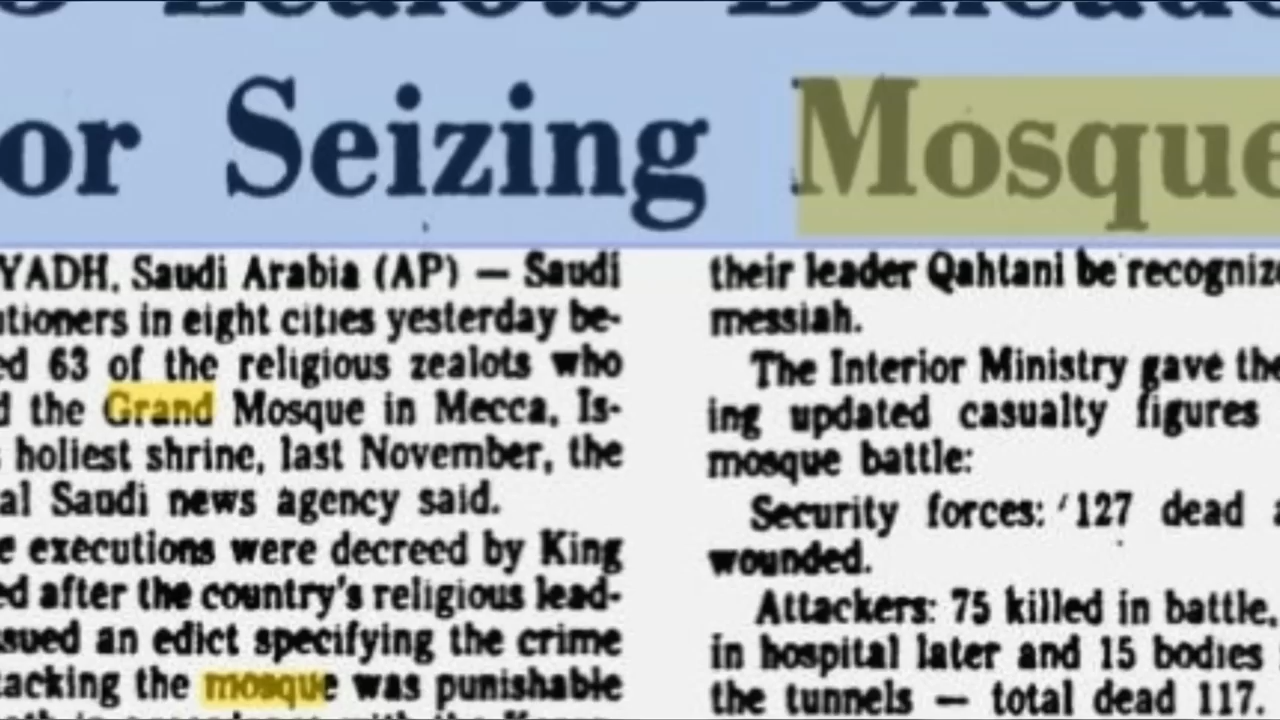 Zealots
or Seizing Mosque
YADH, Saudi Arabia (AP) — Saudi
utioners in eight cities yesterday be-
ed 63 of the religious zealots who
d the Grand Mosque in Mecca, Is-
holiest shrine, last November, the
al Saudi news agency said.
e executions were decreed by King
ed after the country's religious lead-
ssued an edict specifying the crime
tacking the mosque was punishable
their leader Qahtani be recognize
messiah.
The Interior Ministry gave the
ing updated casualty figures
mosque battle:
Security forces: 127 dead a
wounded.
Attackers: 75 killed in battle,
in hospital later and 15 bodies
the tunnels — total dead 117.